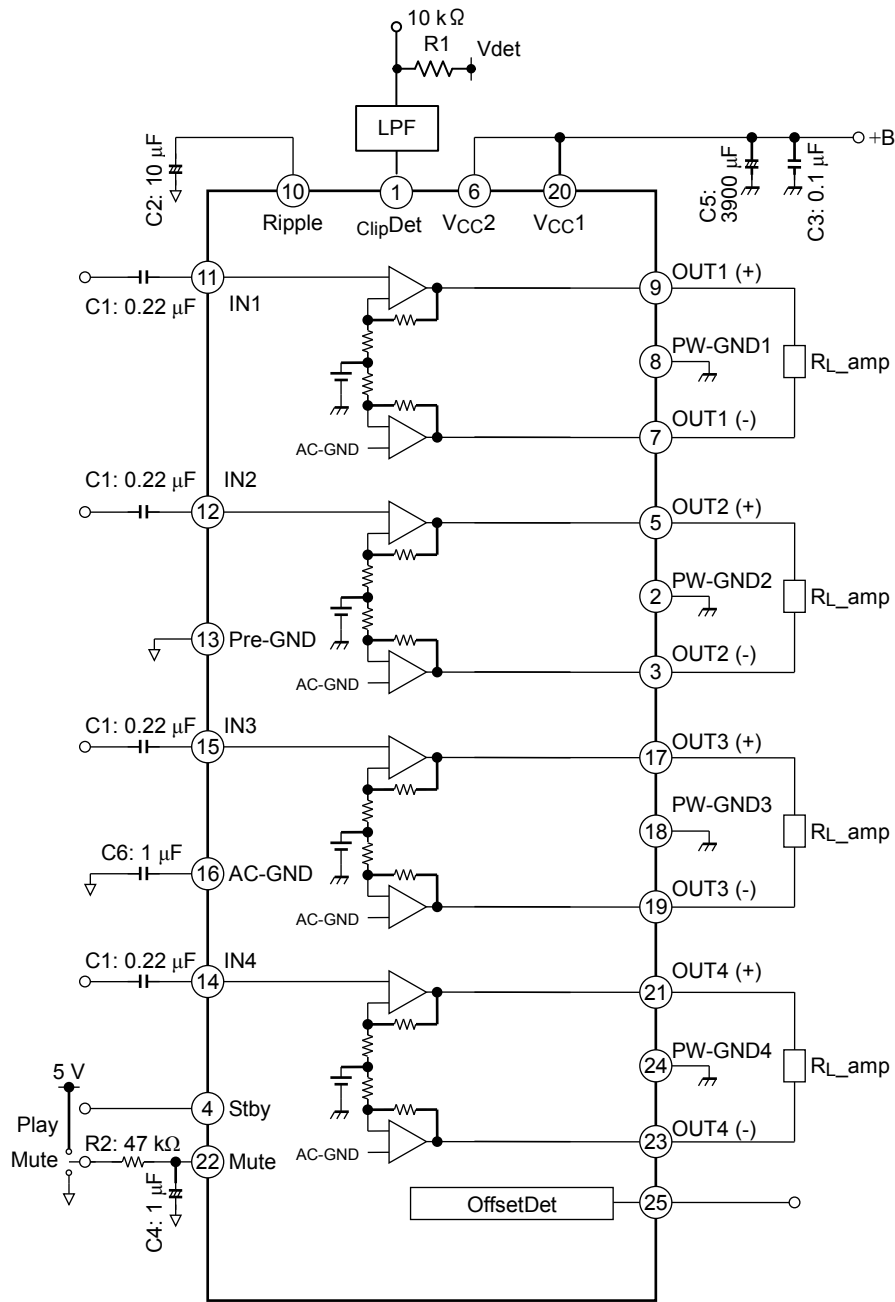 10 kΩ
R1
Vdet
LPF
+B
C2: 10 μF
C5:
3900 μF
C3: 0.1 μF
10
1
6
20
Ripple
ClipDet
VCC2
VCC1
11
IN1
C1: 0.22 μF
9
OUT1 (+)
8
PW-GND1
RL_amp
7
OUT1 (-)
AC-GND
C1: 0.22 μF
12
IN2
5
OUT2 (+)
2
PW-GND2
RL_amp
13
Pre-GND
3
OUT2 (-)
AC-GND
C1: 0.22 μF
15
IN3
17
OUT3 (+)
18
PW-GND3
RL_amp
C6: 1 μF
16
AC-GND
19
OUT3 (-)
AC-GND
C1: 0.22 μF
14
IN4
21
OUT4 (+)
24
PW-GND4
RL_amp
5 V
4
Stby
Play
R2: 47 kΩ
Mute
22
Mute
23
OUT4 (-)
AC-GND
C4: 1 μF
OffsetDet
25